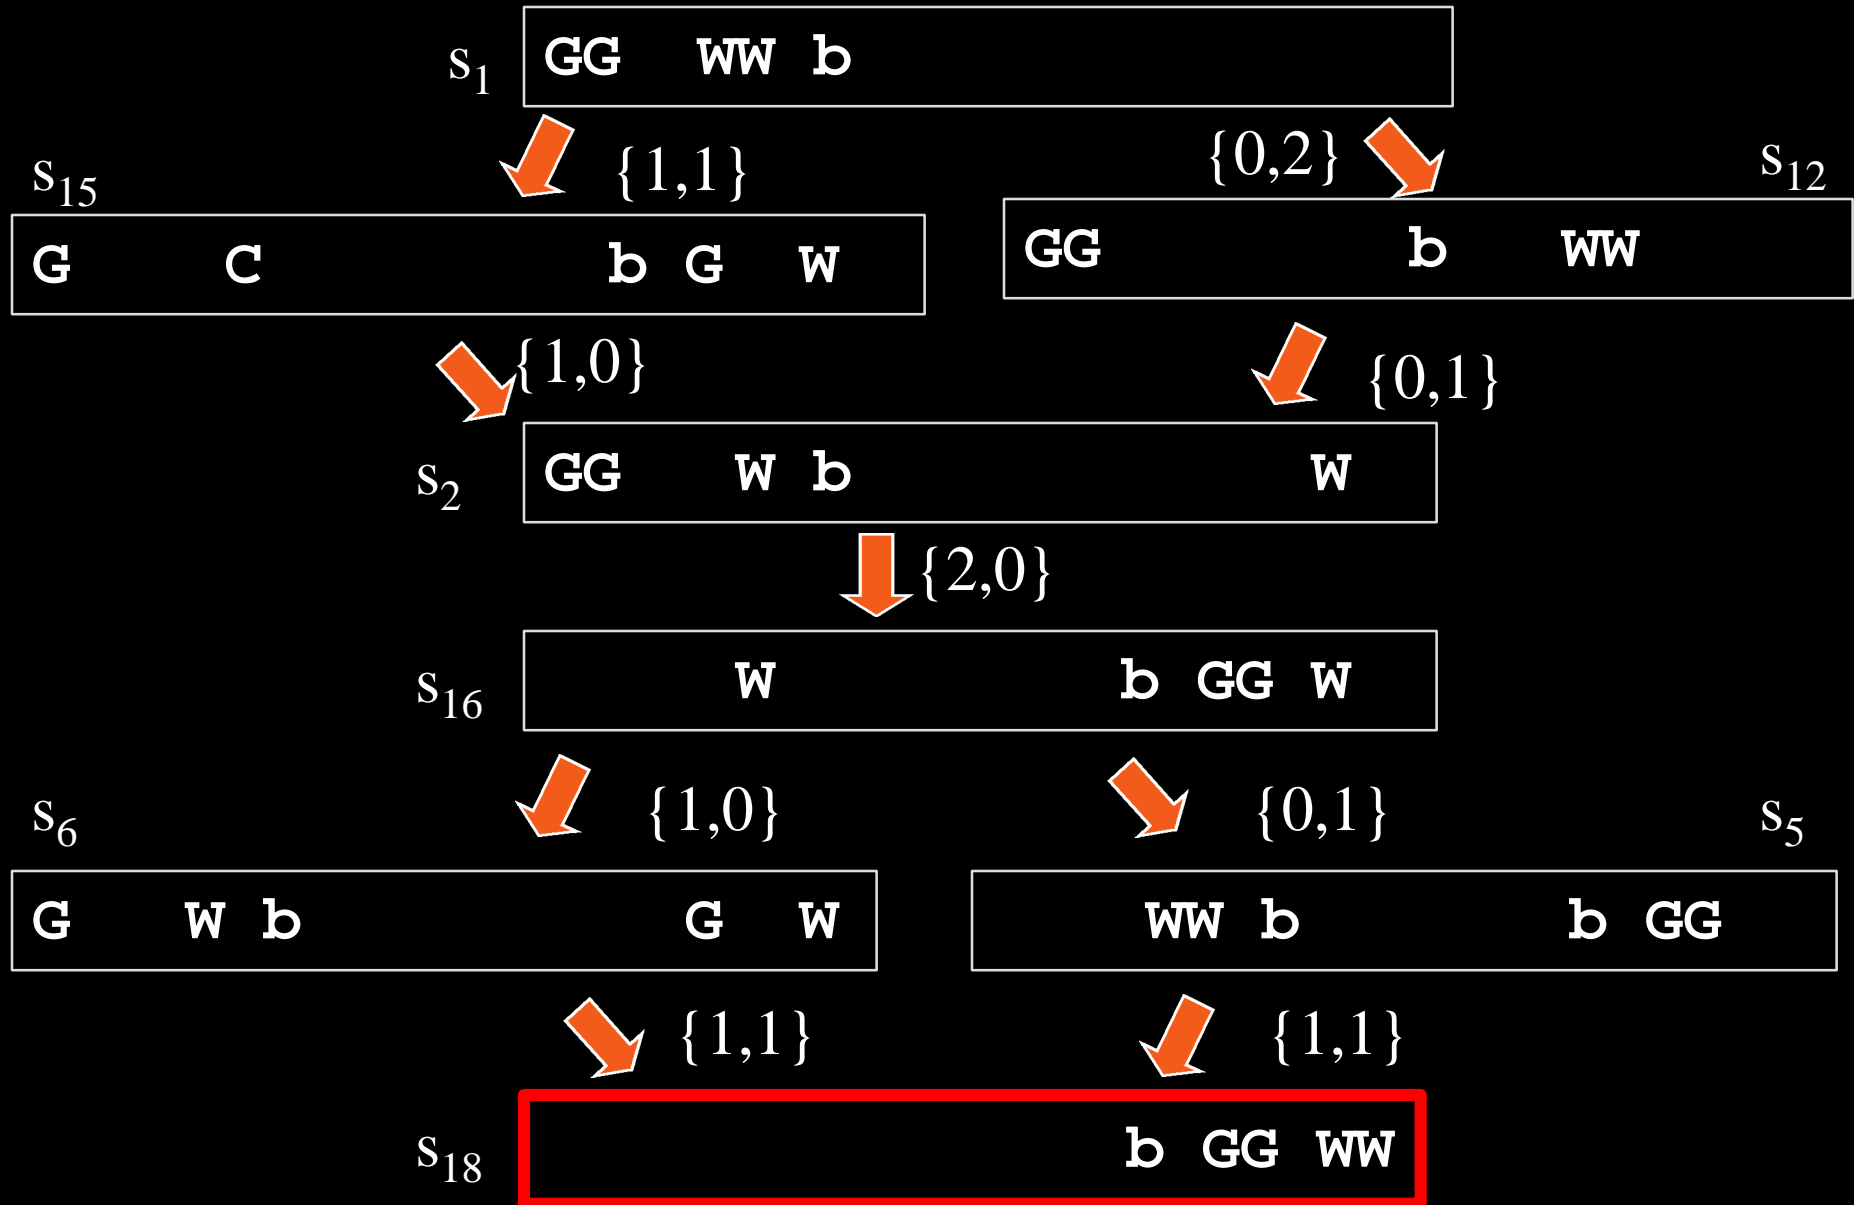 s1 GG WW b
{1,1} {0,2}
s15 s12
G C b G W GG b WW
{1,0} {0,1}
s2 GG W b W
{2,0}
s16 W b GG W
{1,0} {0,1}
s6 s5
G W b G W WW b b GG
{1,1} {1,1}
s18 b GG WW